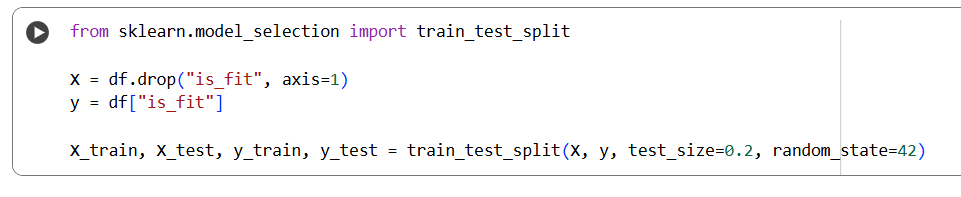 from sklearn.model_selection import train_test_split
X = df.drop("is_fit", axis=1)
y = df["is_fit"]
X_train, X_test, y_train, y_test = train_test_split(X, y, test_size=0.2, random_state=42)